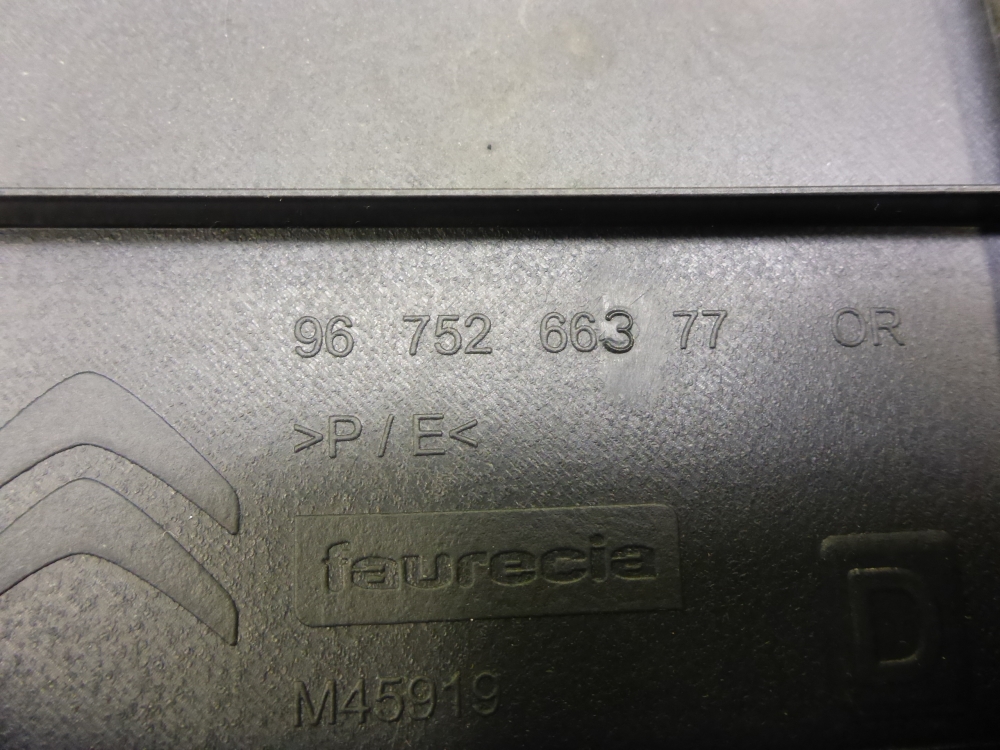 96 752 663 77 OR
>P / E<
faurecia
D
M45919